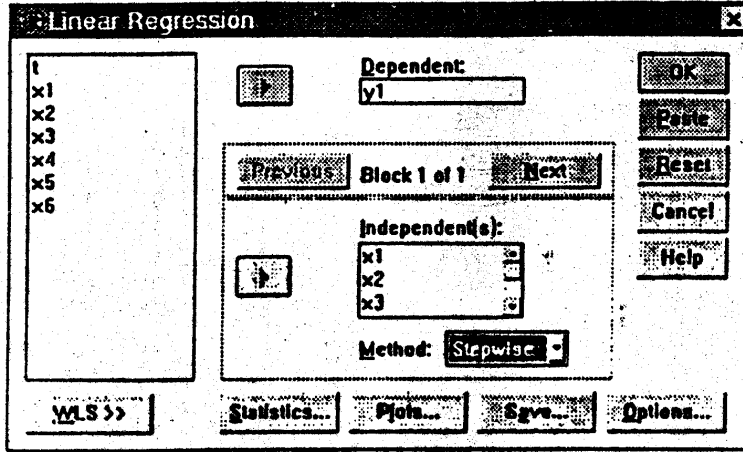 Linear Regression
t
x1
x2
x3
x4
x5
x6
Dependent:
y1
Previous
Block 1 of 1
Next
Independent(s):
x1
x2
x3
Method:
Stepwise
OK
Paste
Reset
Cancel
Help
WLS >>
Statistics...
Plots...
Save...
Options...